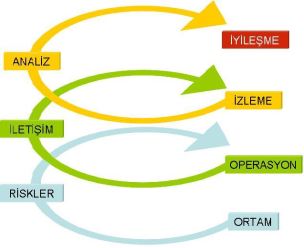 İYİLEŞME
ANALİZ
İZLEME
İLETİŞİM
OPERASYON
RİSKLER
ORTAM